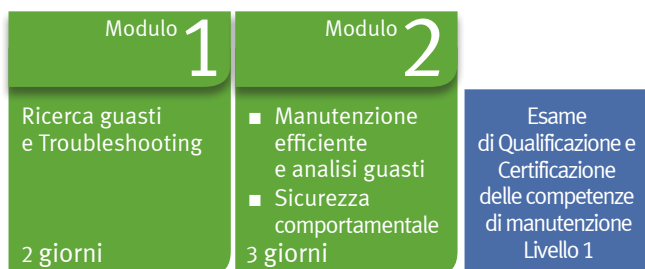 Modulo 1
Ricerca guasti
e Troubleshooting
2 giorni
Modulo 2
■ Manutenzione
efficiente
e analisi guasti
■ Sicurezza
comportamentale
3 giorni
Esame
di Qualificazione e
Certificazione
delle competenze
di manutenzione
Livello 1